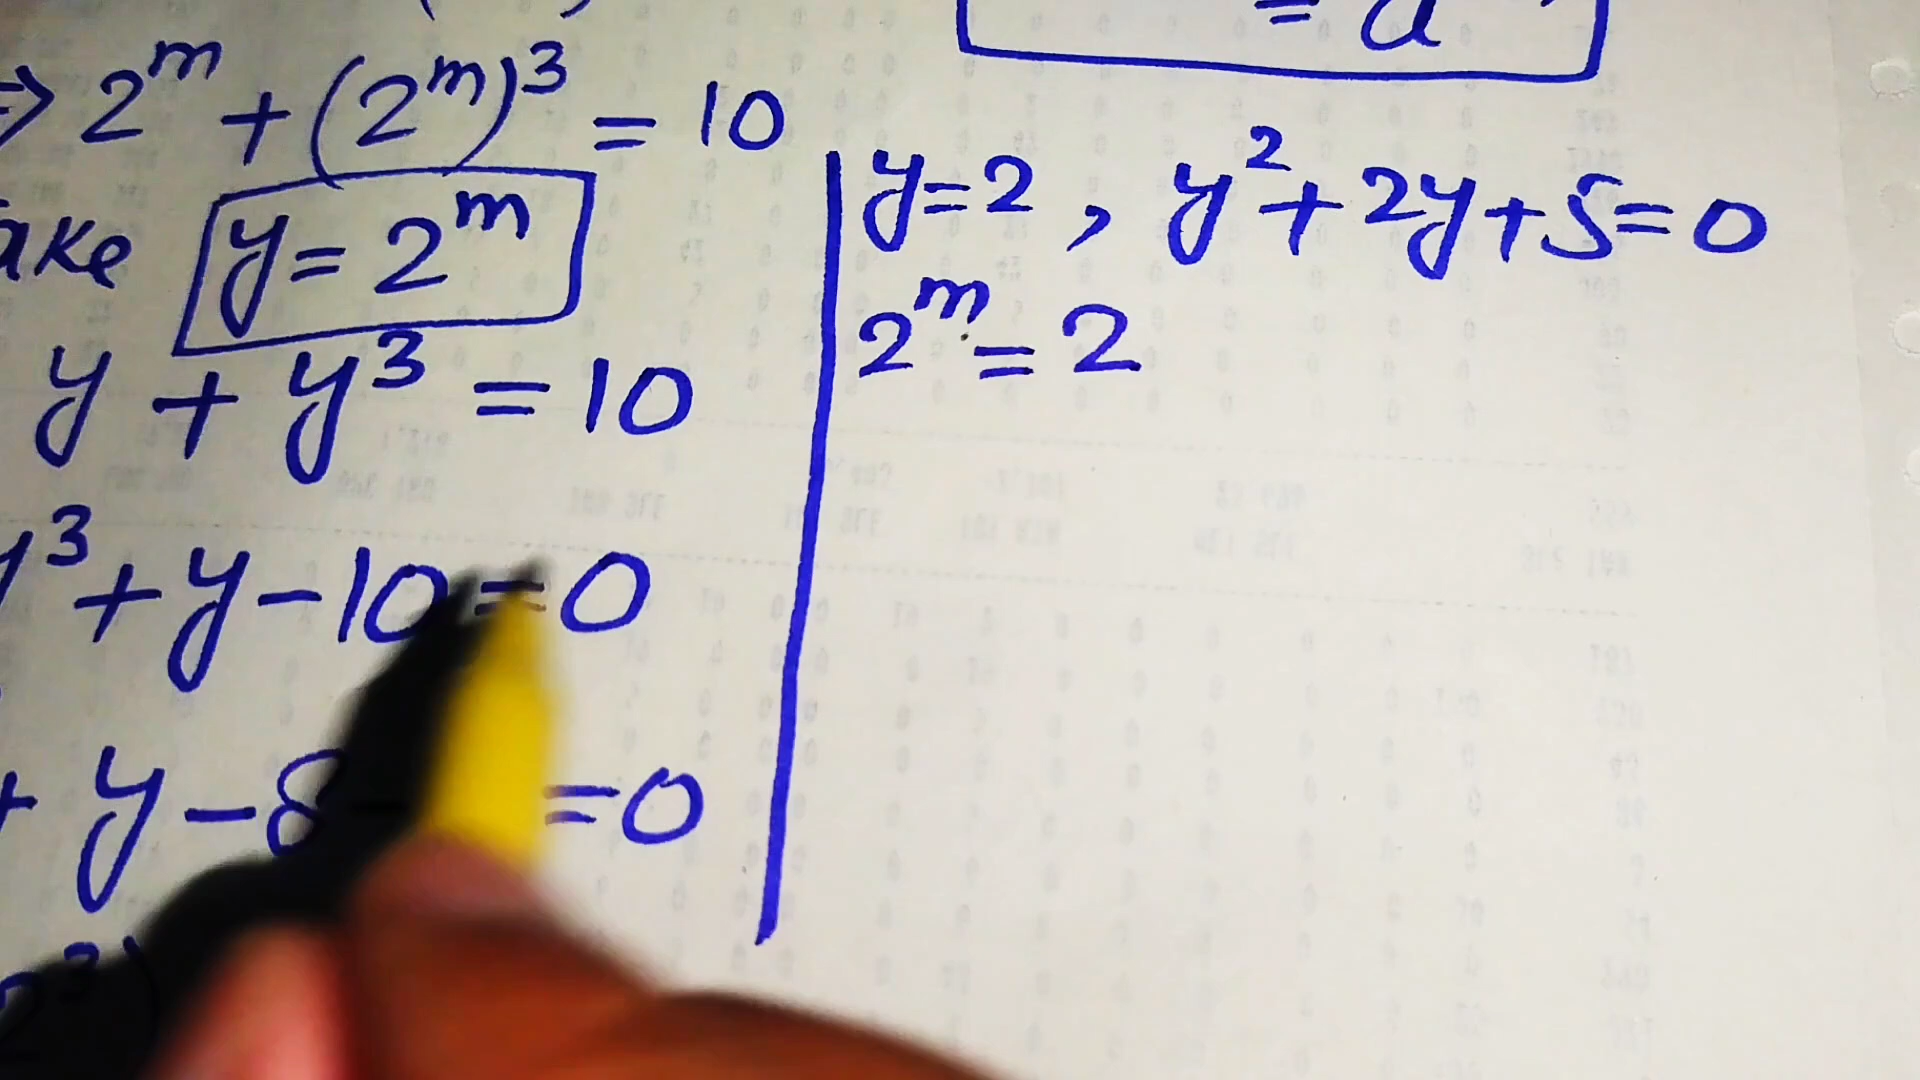 = a
⇒ 2^m + (2^m)^3 = 10
y = 2^m
y + y^3 = 10
y^3 + y - 10 = 0
+ y - 8 - = 0
y = 2, y^2 + 2y + 5 = 0
2^m = 2